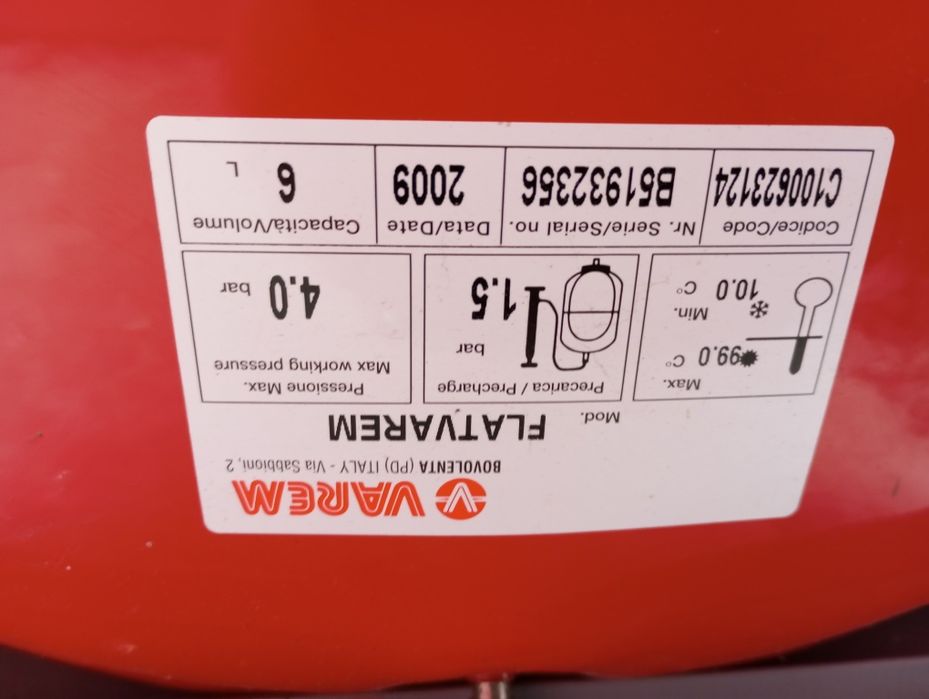 VAREM
BOVOLENTA (PD) ITALY - Via Sabbioni, 2
Mod. FLATVAREM
Max.
99.0 C°
Min.
10.0 C°
Precarica / Precharge
bar
1.5
Pressione Max.
Max working pressure
4.0 bar
Codice/Code
C100623124
Nr. Serie/Serial no.
B51932356
Data/Date
2009
Capacità/Volume
6 L